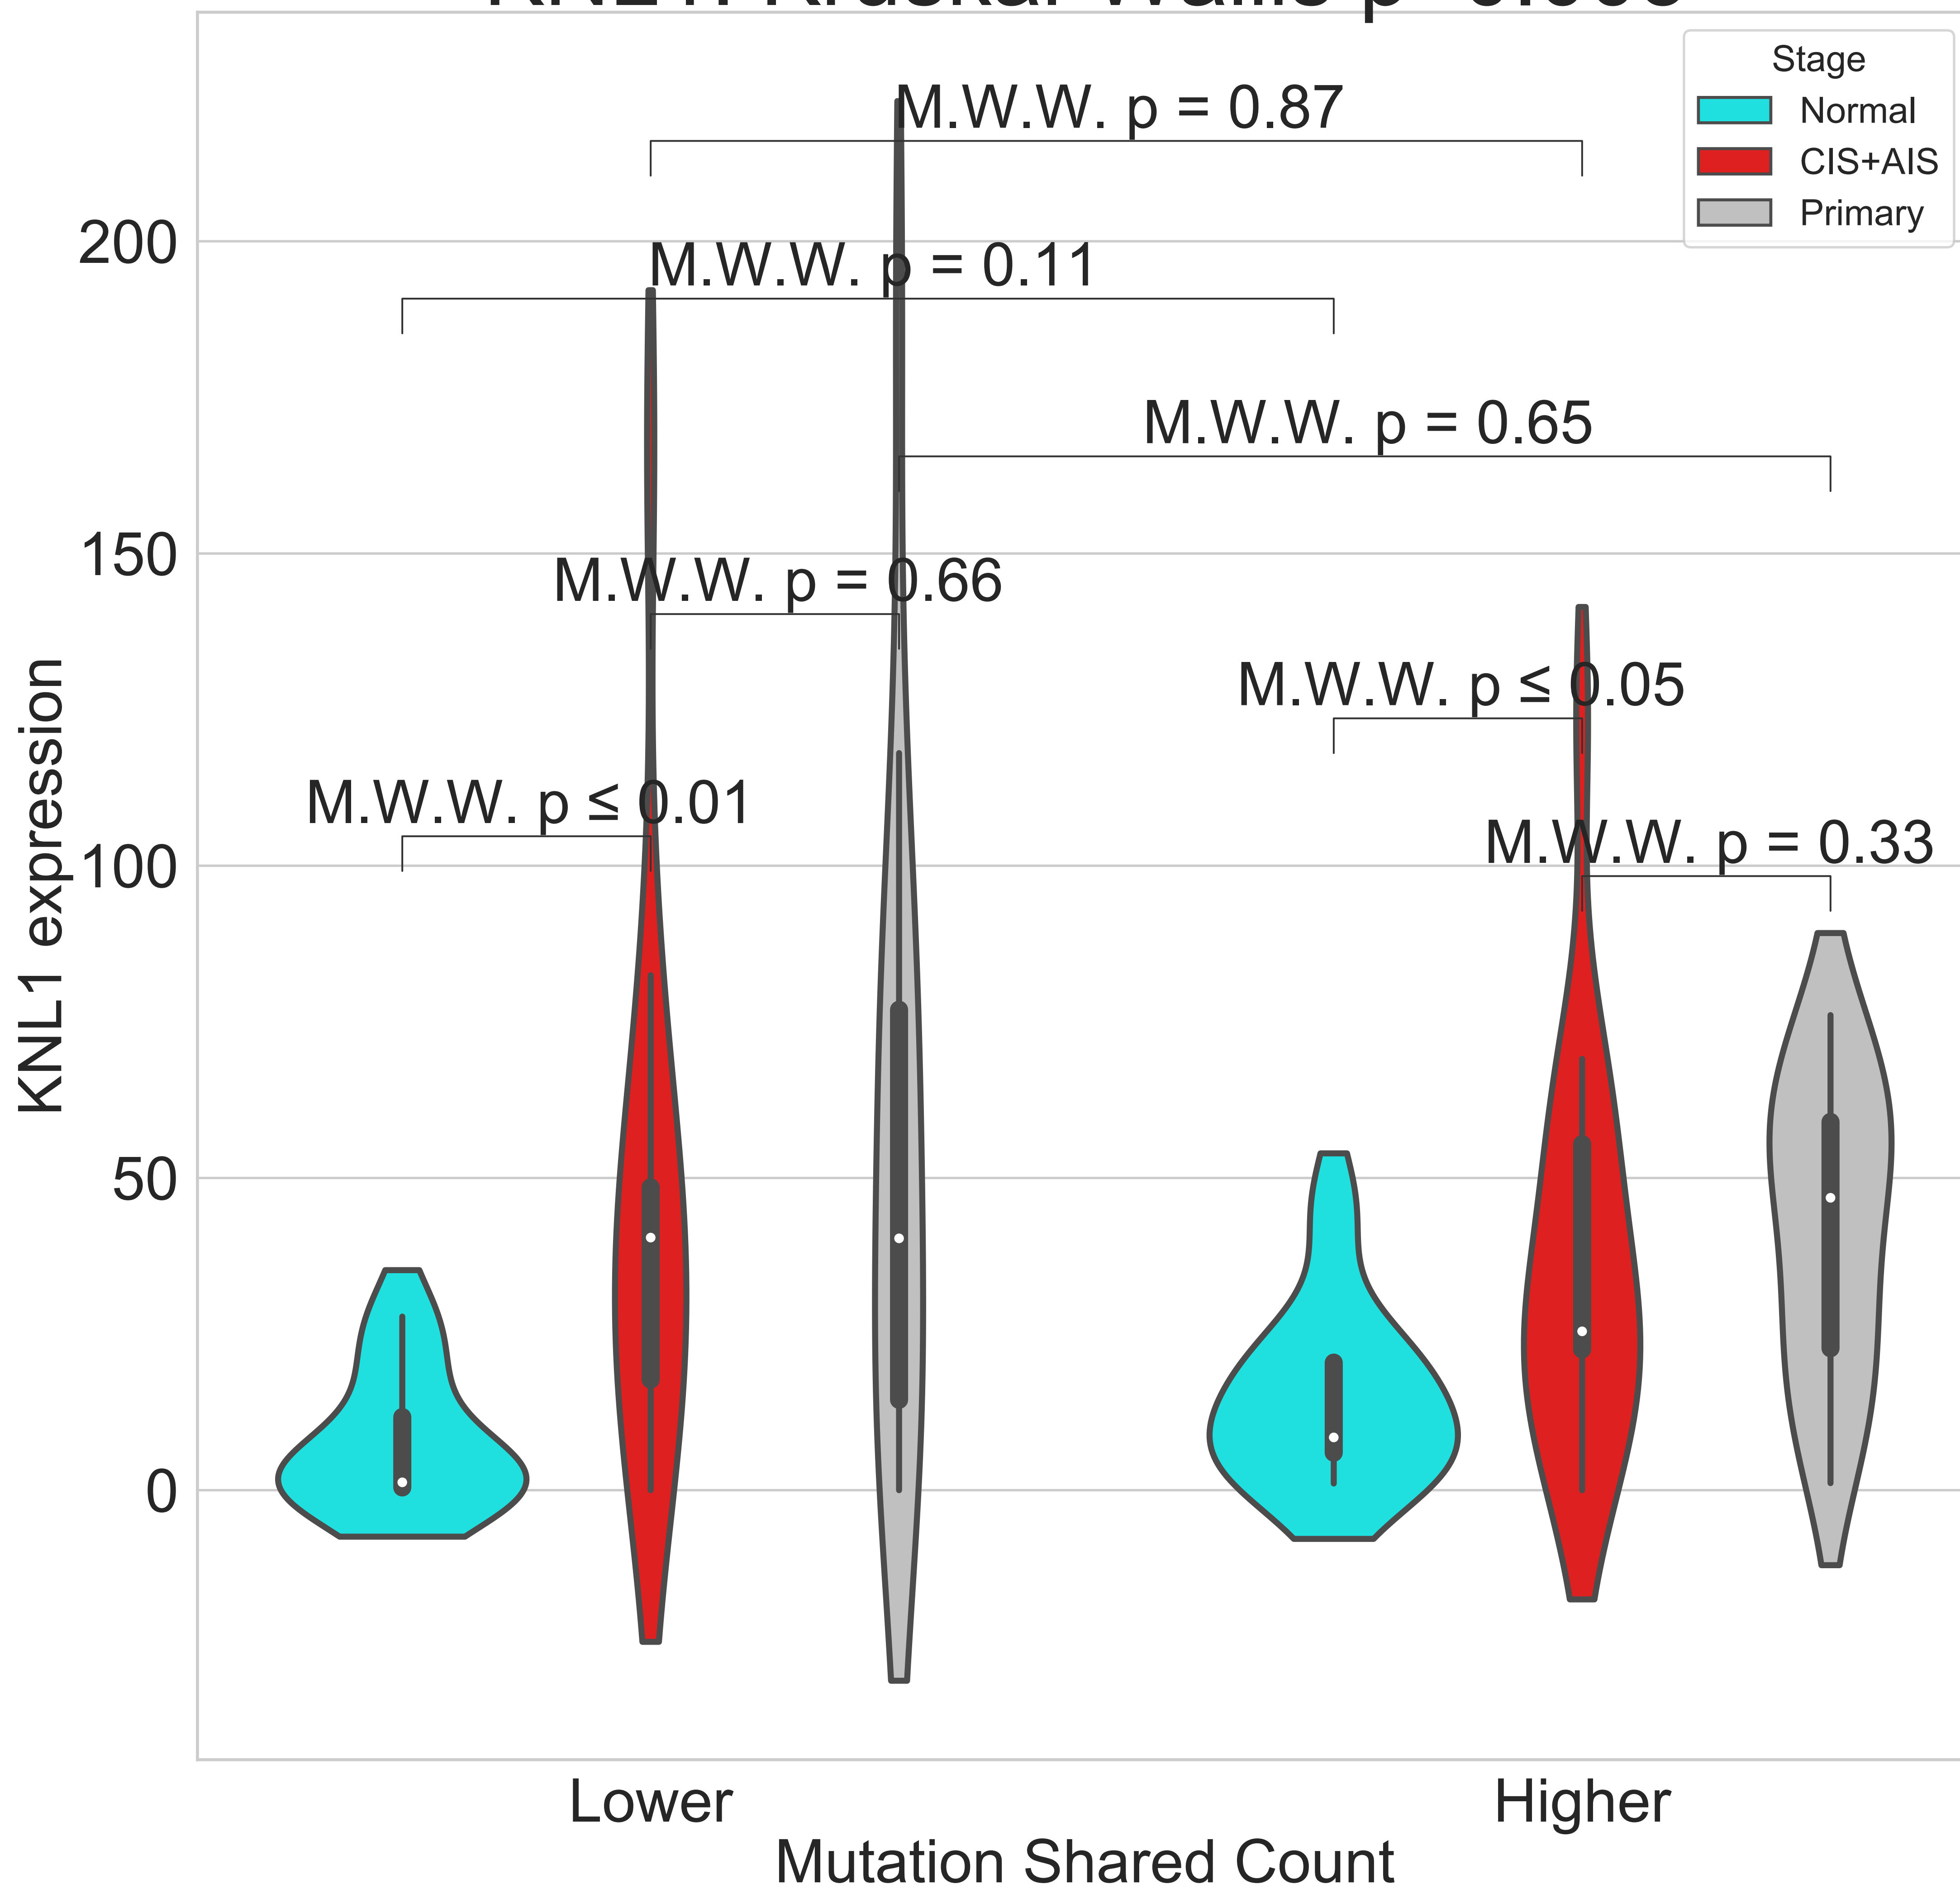 Stage
Normal
CIS+AIS
Primary
M.W.W. p = 0.87
M.W.W. p = 0.11
M.W.W. p = 0.65
M.W.W. p = 0.66
M.W.W. p ≤ 0.05
M.W.W. p ≤ 0.01
M.W.W. p = 0.33
200
150
100
50
0
KNL1 expression
Lower
Higher
Mutation Shared Count